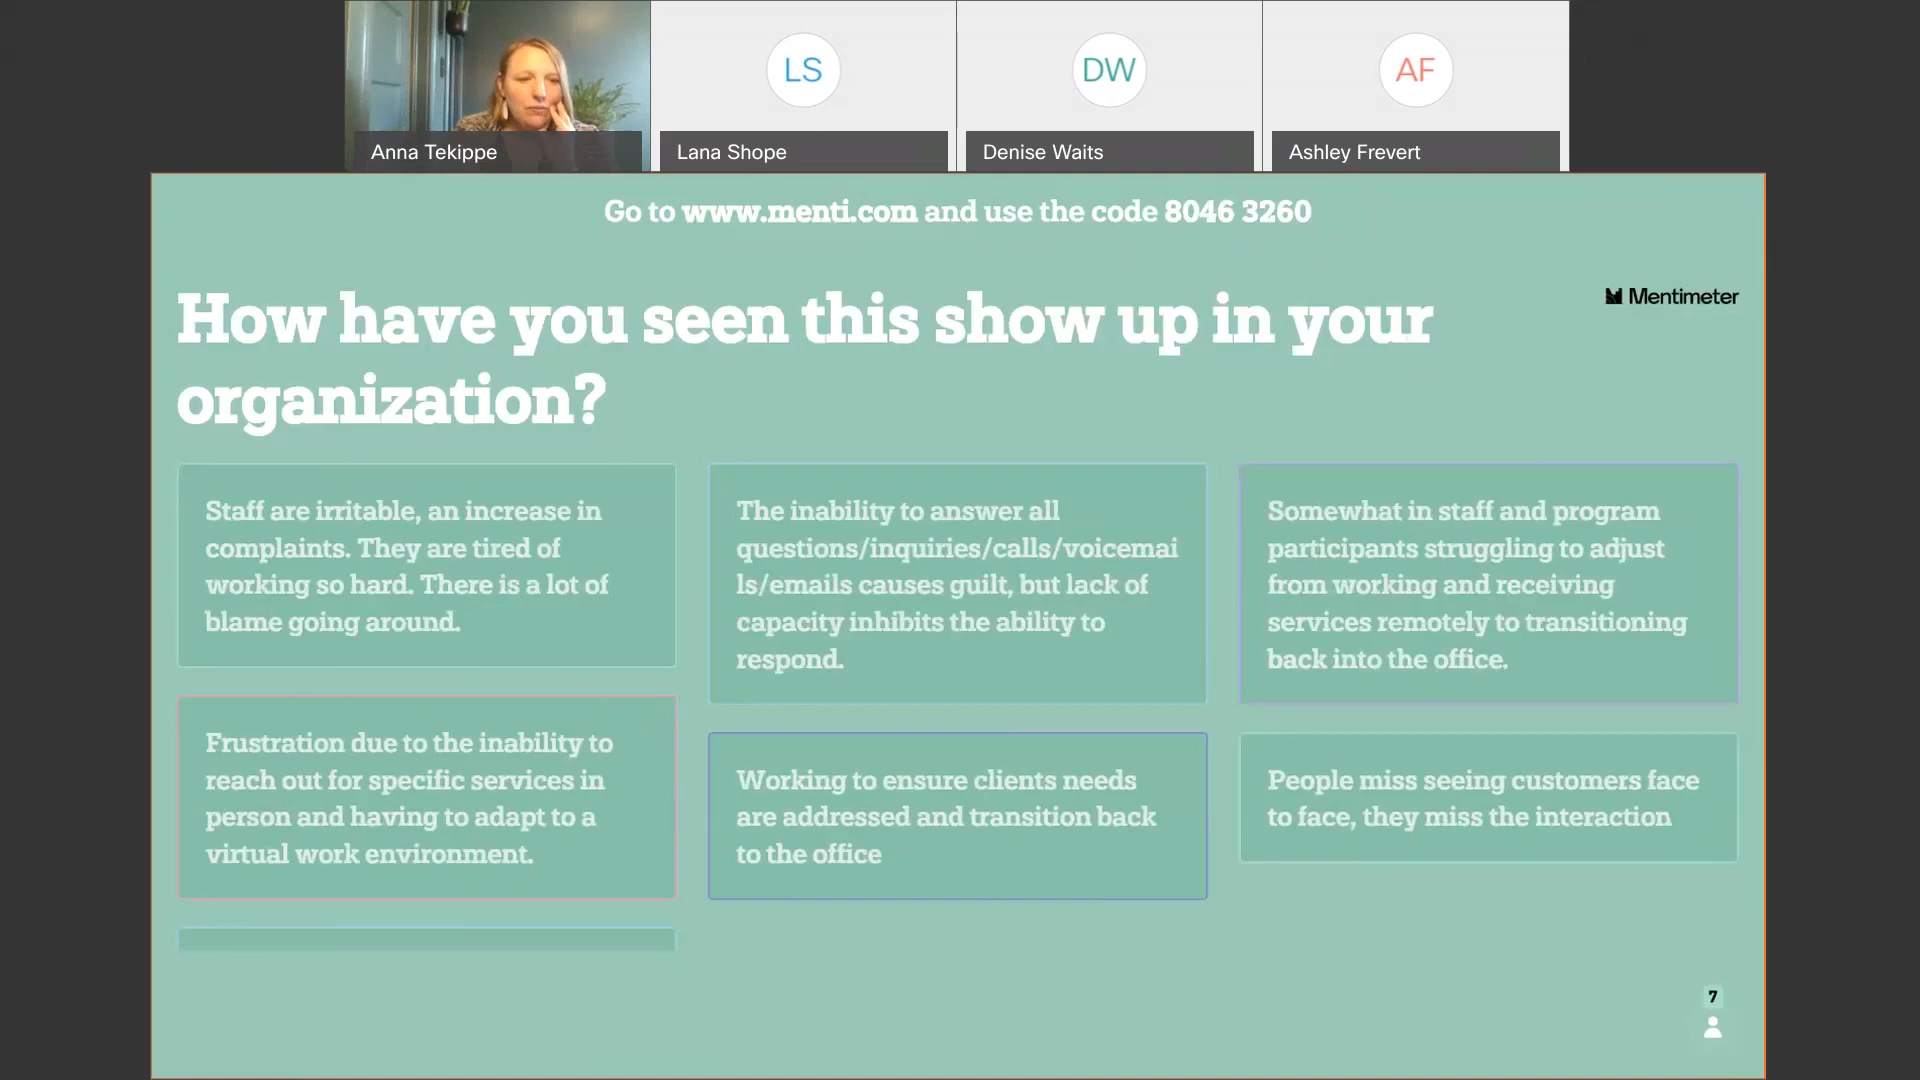 LS
DW
AF
Anna Tekippe
Lana Shope
Denise Waits
Ashley Frevert
Go to www.menti.com and use the code 8046 3260
How have you seen this show up in your
organization?
Mentimeter
Staff are irritable, an increase in
complaints. They are tired of
working so hard. There is a lot of
blame going around.
The inability to answer all
questions/inquiries/calls/voicemai
ls/emails causes guilt, but lack of
capacity inhibits the ability to
respond.
Somewhat in staff and program
participants struggling to adjust
from working and receiving
services remotely to transitioning
back into the office.
Frustration due to the inability to
reach out for specific services in
person and having to adapt to a
virtual work environment.
Working to ensure clients needs
are addressed and transition back
to the office
People miss seeing customers face
to face, they miss the interaction
7